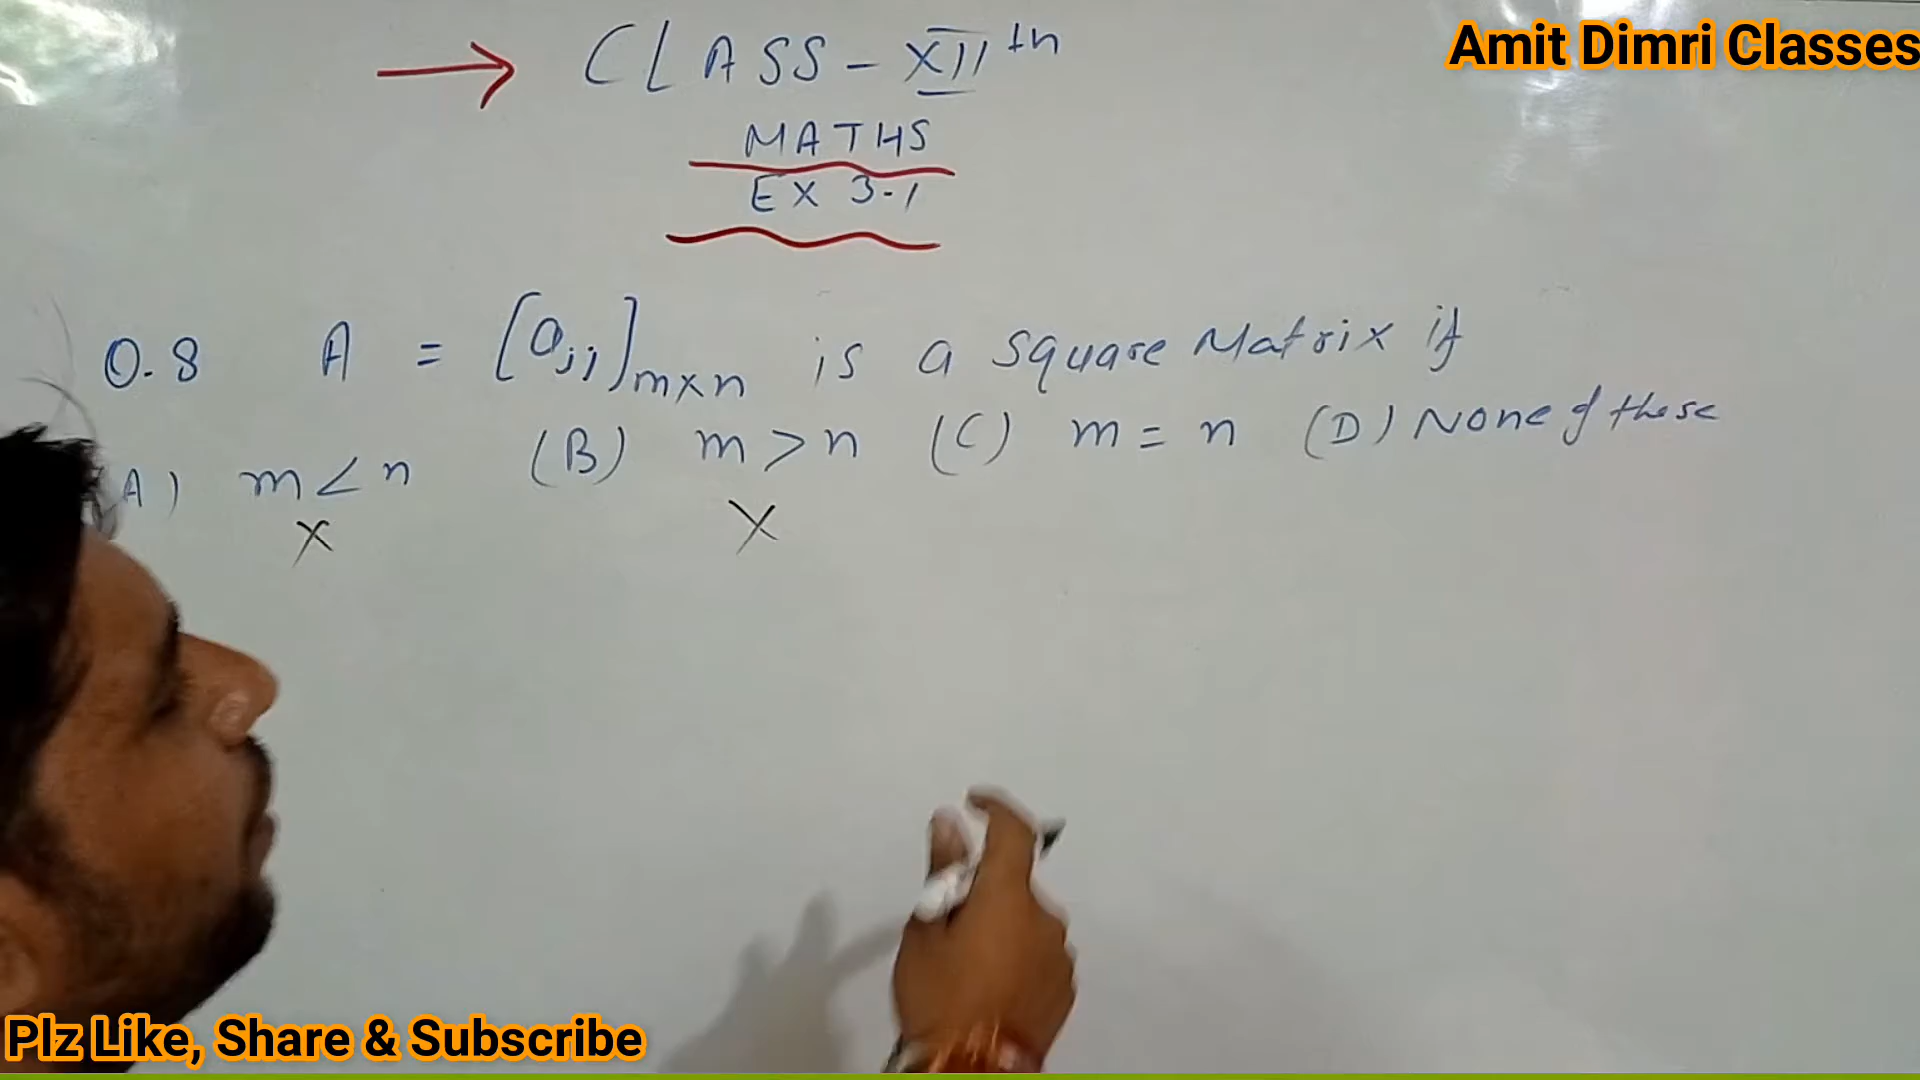 Amit Dimri Classes
→ CLASS - XII th
MATHS
EX 3.1
Q.8 A = [aij]m×n is a square Matrix if
(A) m < n (B) m > n (C) m = n (D) None of these
X X
Plz Like, Share & Subscribe